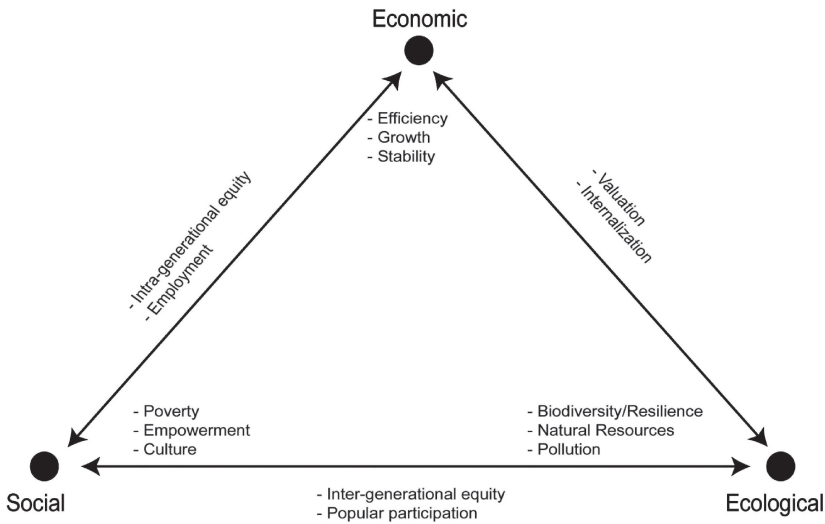 Economic
- Efficiency
- Growth
- Stability
- Valuation
- Internalization
- Intra-generational equity
- Employment
- Poverty
- Empowerment
- Culture
- Biodiversity/Resilience
- Natural Resources
- Pollution
Social
- Inter-generational equity
- Popular participation
Ecological